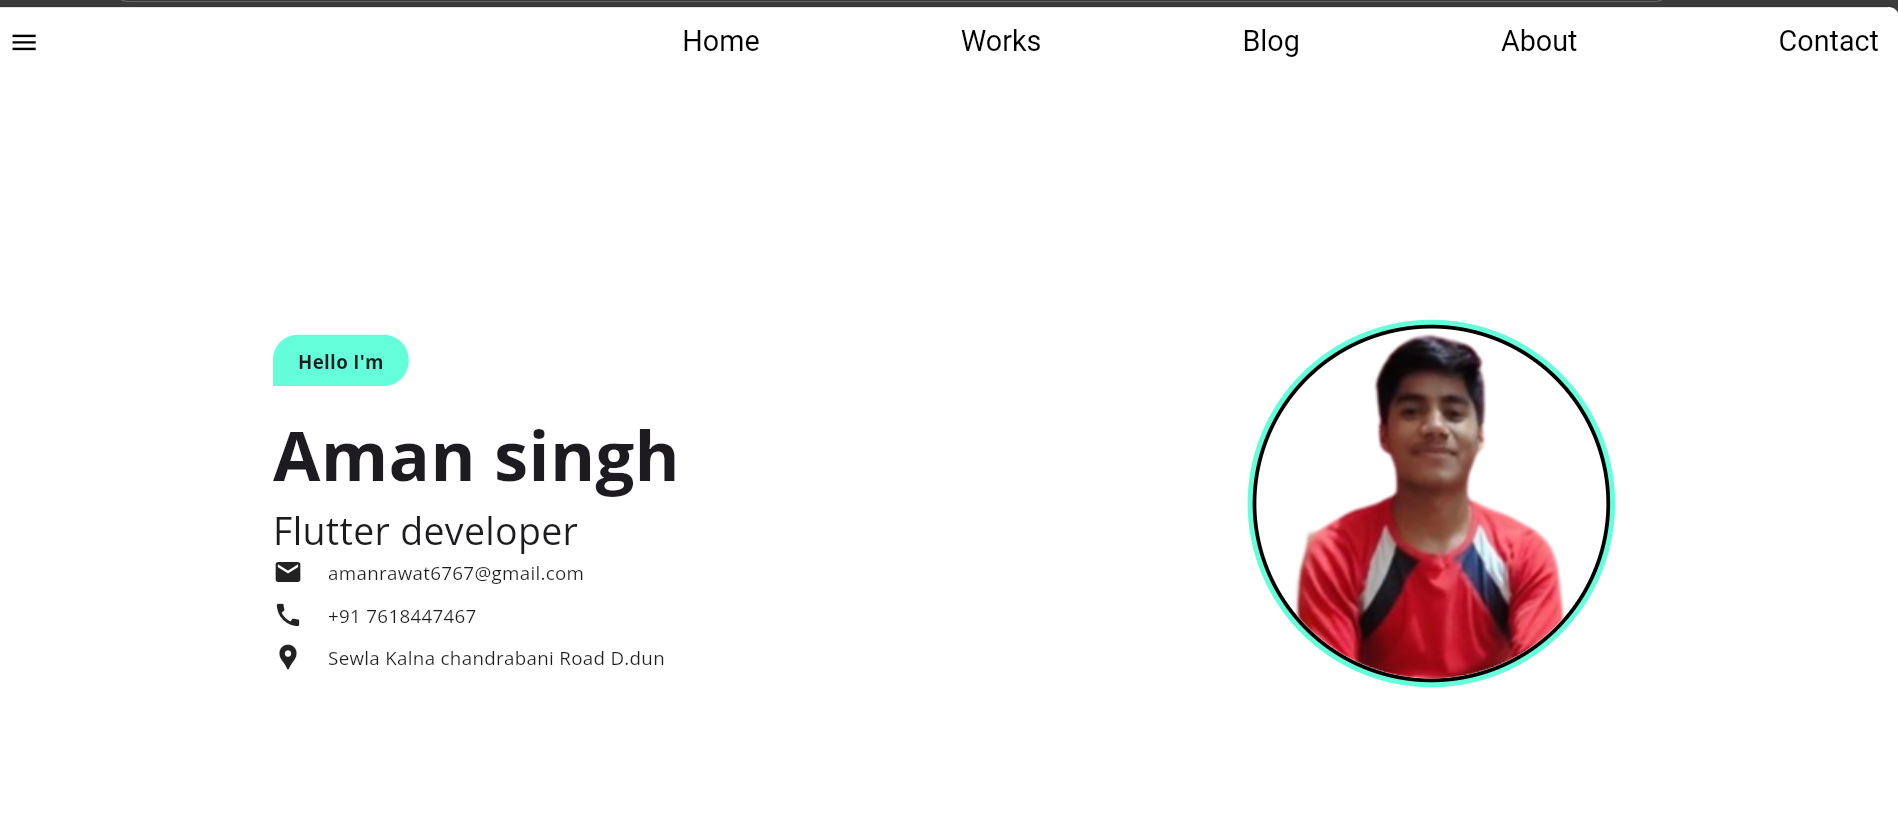 Home Works Blog About Contact
Hello I'm
Aman singh
Flutter developer
amanrawat6767@gmail.com
+91 7618447467
Sewla Kalna chandrabani Road D.dun